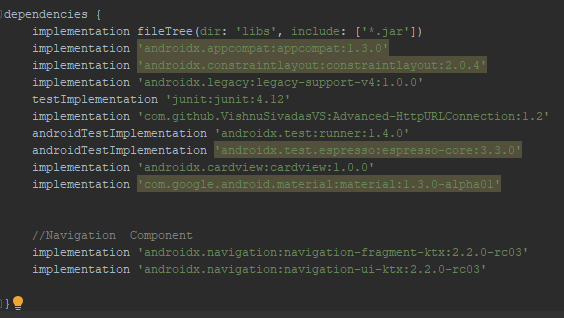 dependencies {
implementation fileTree(dir: 'libs', include: ['*.jar'])
implementation 'androidx.appcompat:appcompat:1.3.0'
implementation 'androidx.constraintlayout:constraintlayout:2.0.4'
implementation 'androidx.legacy:legacy-support-v4:1.0.0'
testImplementation 'junit:junit:4.12'
implementation 'com.github.VishnuSivadasVS:Advanced-HttpURLConnection:1.2'
androidTestImplementation 'androidx.test:runner:1.4.0'
androidTestImplementation 'androidx.test.espresso:espresso-core:3.3.0'
implementation 'androidx.cardview:cardview:1.0.0'
implementation 'com.google.android.material:material:1.3.0-alpha01'
//Navigation  Component
implementation 'androidx.navigation:navigation-fragment-ktx:2.2.0-rc03'
implementation 'androidx.navigation:navigation-ui-ktx:2.2.0-rc03'
}